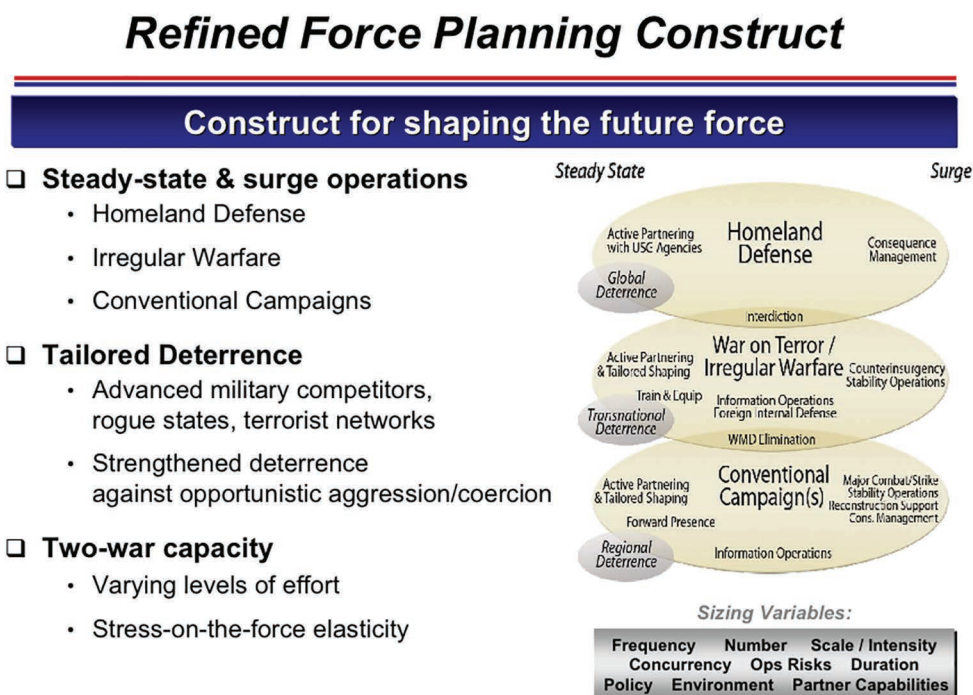 Refined Force Planning Construct
Construct for shaping the future force
❑ Steady-state & surge operations
• Homeland Defense
• Irregular Warfare
• Conventional Campaigns
❑ Tailored Deterrence
• Advanced military competitors,
rogue states, terrorist networks
• Strengthened deterrence
against opportunistic aggression/coercion
❑ Two-war capacity
• Varying levels of effort
• Stress-on-the-force elasticity
Steady State
Surge
Active Partnering
with USG Agencies
Homeland
Defense
Consequence
Management
Global
Deterrence
Interdiction
Active Partnering
& Tailored Shaping
War on Terror /
Irregular Warfare
Counterinsurgency
Stability Operations
Train & Equip
Information Operations
Foreign Internal Defense
Transnational
Deterrence
WMD Elimination
Active Partnering
& Tailored Shaping
Conventional
Campaign(s)
Major Combat/Strike
Stability Operations
Reconstruction Support
Cons. Management
Forward Presence
Regional
Deterrence
Information Operations
Sizing Variables:
Frequency Number Scale / Intensity
Concurrency Ops Risks Duration
Policy Environment Partner Capabilities